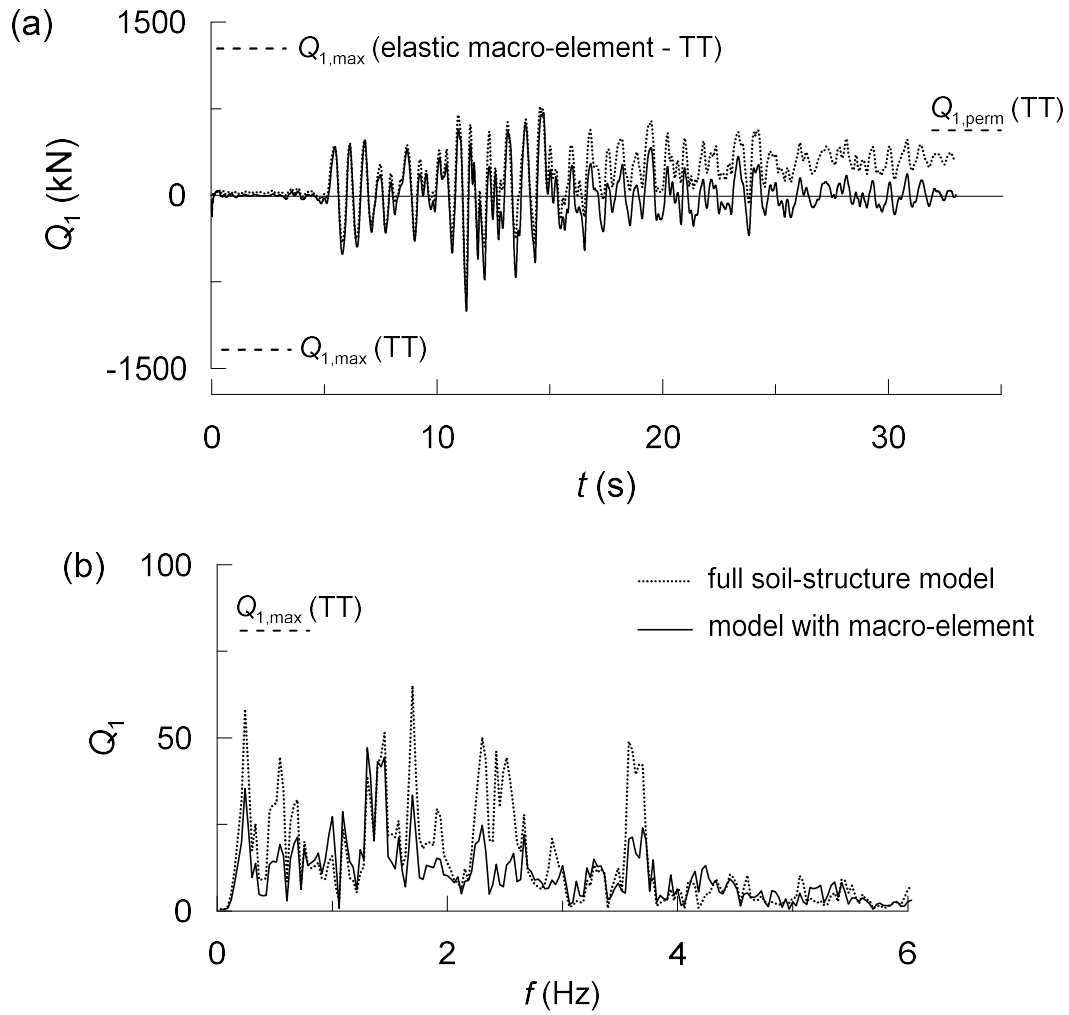 (a)
1500
Q1,max (elastic macro-element - TT)
Q1,perm (TT)
Q1 (kN)
0
Q1,max (TT)
-1500
0 10 20 30
t (s)
(b)
100
full soil-structure model
Q1,max (TT)
model with macro-element
Q1
50
0
0 2 4 6
f (Hz)